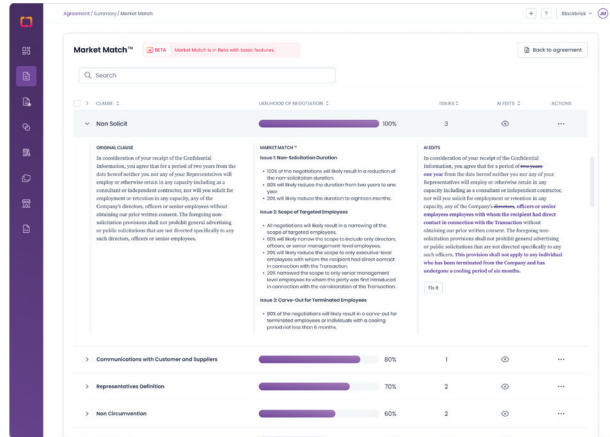 Agreement / Summary / Market Match
+ ? Blackbrick JM
Market Match™ BETA Market Match is in Beta with basic features. Back to agreement
Search
CLAUSE LIKLIHOOD OF NEGOTIATION ISSUES AI EDITS ACTIONS
Non Solicit 100% 3 ...
ORIGINAL CLAUSE
In consideration of your receipt of the Confidential
Information, you agree that for a period of two years from the
date hereof neither you nor any of your Representatives will
employ or otherwise retain in any capacity including as a
consultant or independent contractor, nor will you solicit for
employment or retention in any capacity, any of the
Company's directors, officers or senior employees without
obtaining our prior written consent. The foregoing non-
solicitation provisions shall not prohibit general advertising
or public solicitations that are not directed specifically to any
such directors, officers or senior employees.
MARKET MATCH™
Issue 1: Non-Solicitation Duration
• 100% of the negotiations will likely result in a reduction of
the non-solicitation duration.
• 80% will likely reduce the duration from two years to one
year.
• 20% will likely reduce the duration to eighteen months.
Issue 2: Scope of Targeted Employees
• All negotiations will likely result in a narrowing of the
scope of targeted employees.
• 60% will likely narrow the scope to include only directors,
officers, or senior management-level employees.
• 20% will likely reduce the scope to only executive-level
employees with whom the recipient had direct contact
in connection with the Transaction.
• 20% narrowed the scope to only senior management
level employees to whom the party was first introduced
in connection with the consideration of the Transaction.
Issue 3: Carve-Out for Terminated Employees
• 80% of the negotiations will likely result in a carve-out for
terminated employees or individuals with a cooling
period not less than 6 months.
AI EDITS
In consideration of your receipt of the Confidential
Information, you agree that for a period of two years
one year from the date hereof neither you nor any of your
Representatives will employ or otherwise retain in any
capacity including as a consultant or independent contractor,
nor will you solicit for employment or retention in any
capacity, any of the Company's directors, officers or senior
employees employees with whom the recipient had direct
contact in connection with the Transaction without
obtaining our prior written consent. The foregoing non-
solicitation provisions shall not prohibit general advertising
or public solicitations that are not directed specifically to any
such officers. This provision shall not apply to any individual
who has been terminated from the Company and has
undergone a cooling period of six months.
Fix it
Communications with Customer and Suppliers 80% 1 ...
Representatives Definition 70% 2 ...
Non Circumvention 60% 2 ...